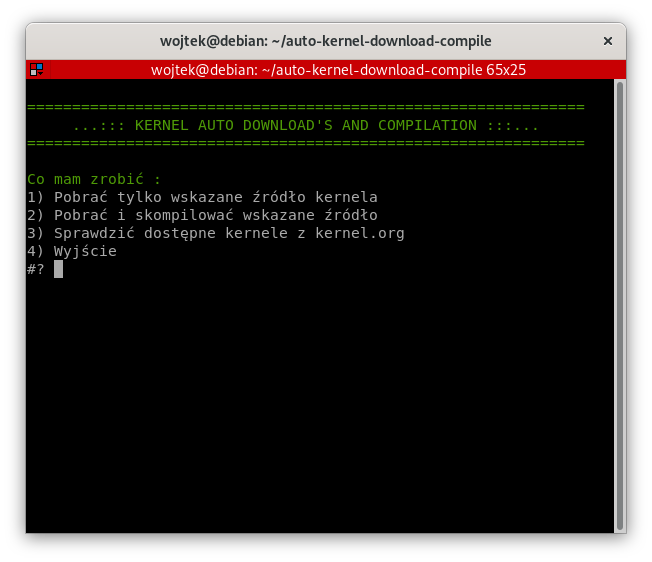 wojtek@debian: ~/auto-kernel-download-compile
wojtek@debian: ~/auto-kernel-download-compile 65x25
==============================================================
...::: KERNEL AUTO DOWNLOAD'S AND COMPILATION :::...
==============================================================
Co mam zrobić :
1) Pobrać tylko wskazane źródło kernela
2) Pobrać i skompilować wskazane źródło
3) Sprawdzić dostępne kernele z kernel.org
4) Wyjście
#?